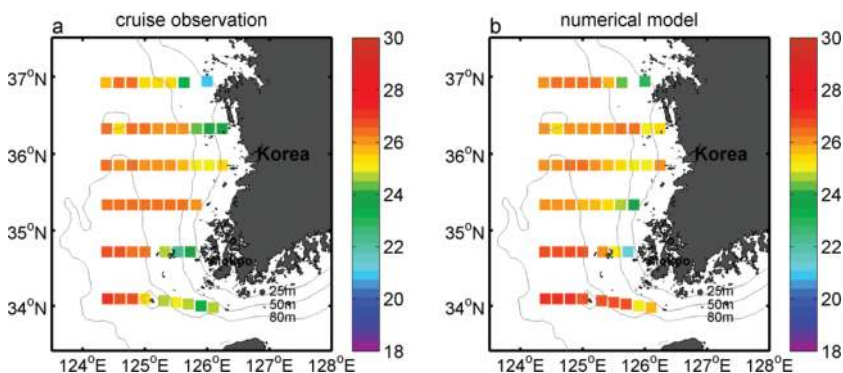 cruise observation
numerical model
a
b
37°N
36°N
35°N
34°N
Korea
25m
50m
80m
124°E
125°E
126°E
127°E
128°E
30
28
26
24
22
20
18
37°N
36°N
35°N
34°N
Korea
25m
50m
80m
124°E
125°E
126°E
127°E
128°E
30
28
26
24
22
20
18